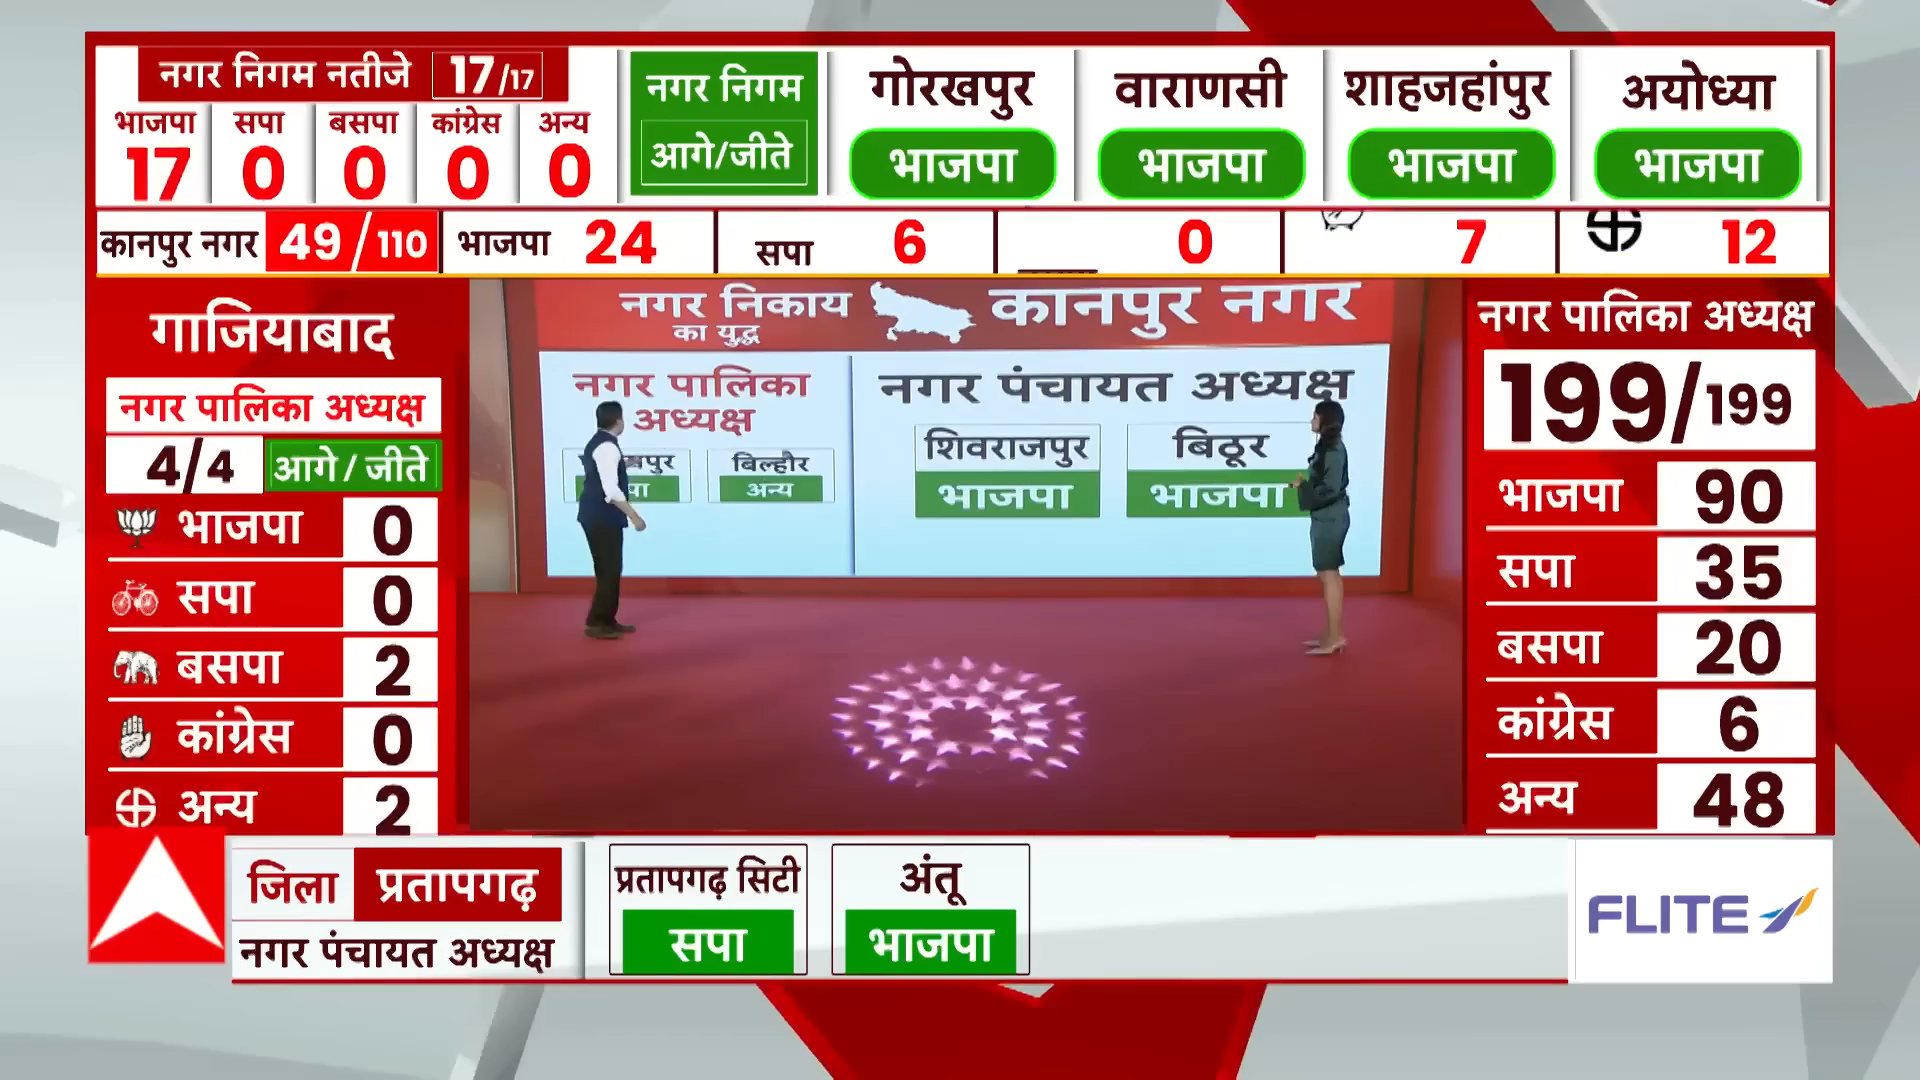 नगर निगम नतीजे 17/17
भाजपा सपा बसपा कांग्रेस अन्य
17 0 0 0 0
नगर निगम
आगे/जीते
गोरखपुर
भाजपा
वाराणसी
भाजपा
शाहजहांपुर
भाजपा
अयोध्या
भाजपा
कानपुर नगर 49/110 भाजपा 24 सपा 6 0 7 12
गाजियाबाद
नगर पालिका अध्यक्ष
4/4 आगे / जीते
भाजपा 0
सपा 0
बसपा 2
कांग्रेस 0
अन्य 2
नगर निकाय
का युद्ध
कानपुर नगर
नगर पालिका
अध्यक्ष
बिल्हौर
अन्य
नगर पंचायत अध्यक्ष
शिवराजपुर
भाजपा
बिठूर
भाजपा
नगर पालिका अध्यक्ष
199/199
भाजपा 90
सपा 35
बसपा 20
कांग्रेस 6
अन्य 48
जिला प्रतापगढ़
नगर पंचायत अध्यक्ष
प्रतापगढ़ सिटी
सपा
अंतू
भाजपा
FLITE